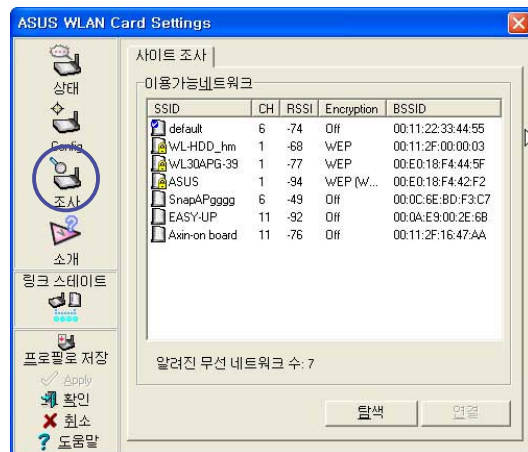 ASUS WLAN Card Settings
상태
Config
조사
소개
링크 스테이트
프로필로 저장
Apply
확인
취소
도움말
사이트 조사
이용가능네트워크
SSID CH RSSI Encryption BSSID
default 6 -74 Off 00:11:22:33:44:55
WL-HDD_hm 1 -68 WEP 00:11:2F:00:00:03
WL30APG-39 1 -77 WEP 00:E0:18:F4:44:5F
ASUS 1 -94 WEP (W... 00:E0:18:F4:42:F2
SnapAPgggg 6 -49 Off 00:0C:6E:BD:F3:C7
EASY-UP 11 -92 Off 00:0A:E9:00:2E:6B
Axin-on board 11 -76 Off 00:11:2F:16:47:AA
알려진 무선 네트워크 수: 7
탐색
연결